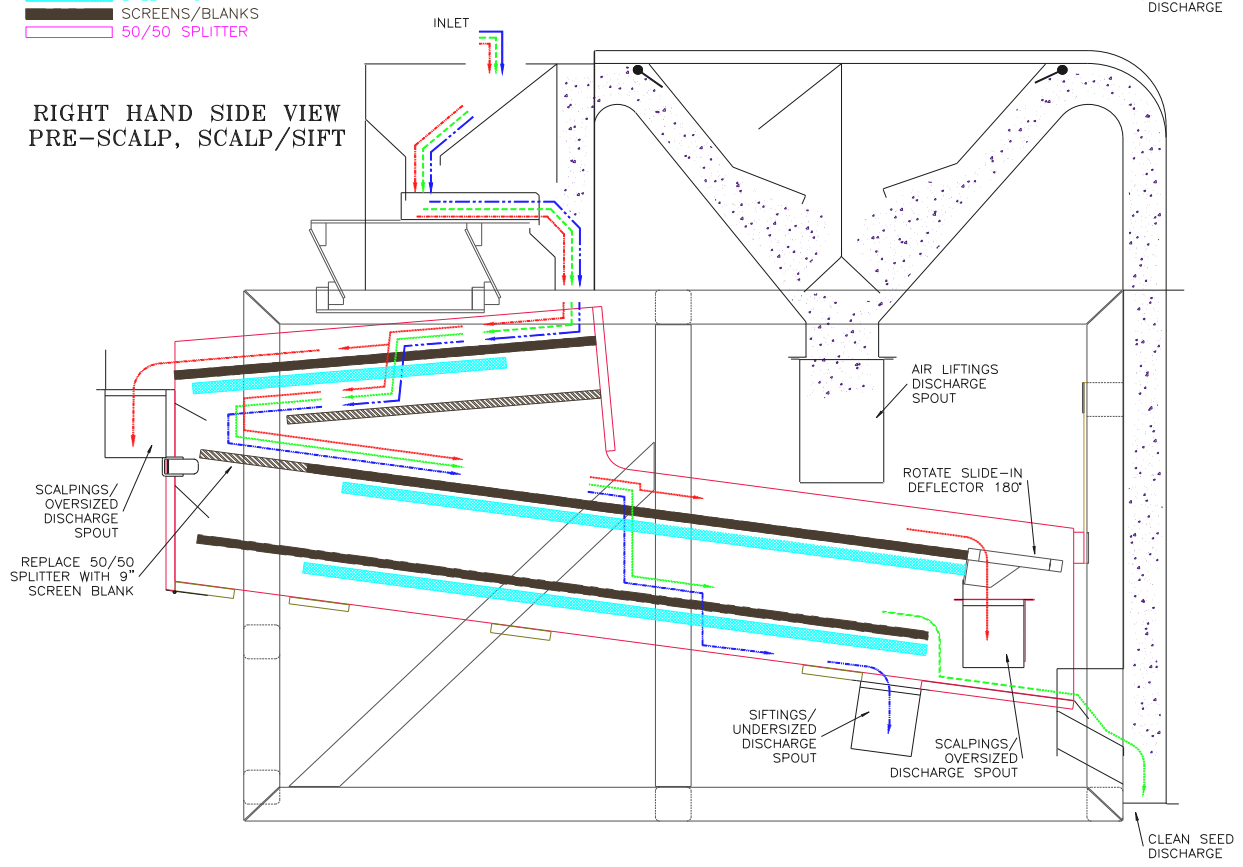 DISCHARGE
SCREENS/BLANKS
50/50 SPLITTER
INLET
RIGHT HAND SIDE VIEW
PRE-SCALP, SCALP/SIFT
AIR LIFTINGS
DISCHARGE
SPOUT
ROTATE SLIDE-IN
DEFLECTOR 180°
SCALPINGS/
OVERSIZED
DISCHARGE
SPOUT
REPLACE 50/50
SPLITTER WITH 9"
SCREEN BLANK
SIFTINGS/
UNDERSIZED
DISCHARGE
SPOUT
SCALPINGS/
OVERSIZED
DISCHARGE SPOUT
CLEAN SEED
DISCHARGE